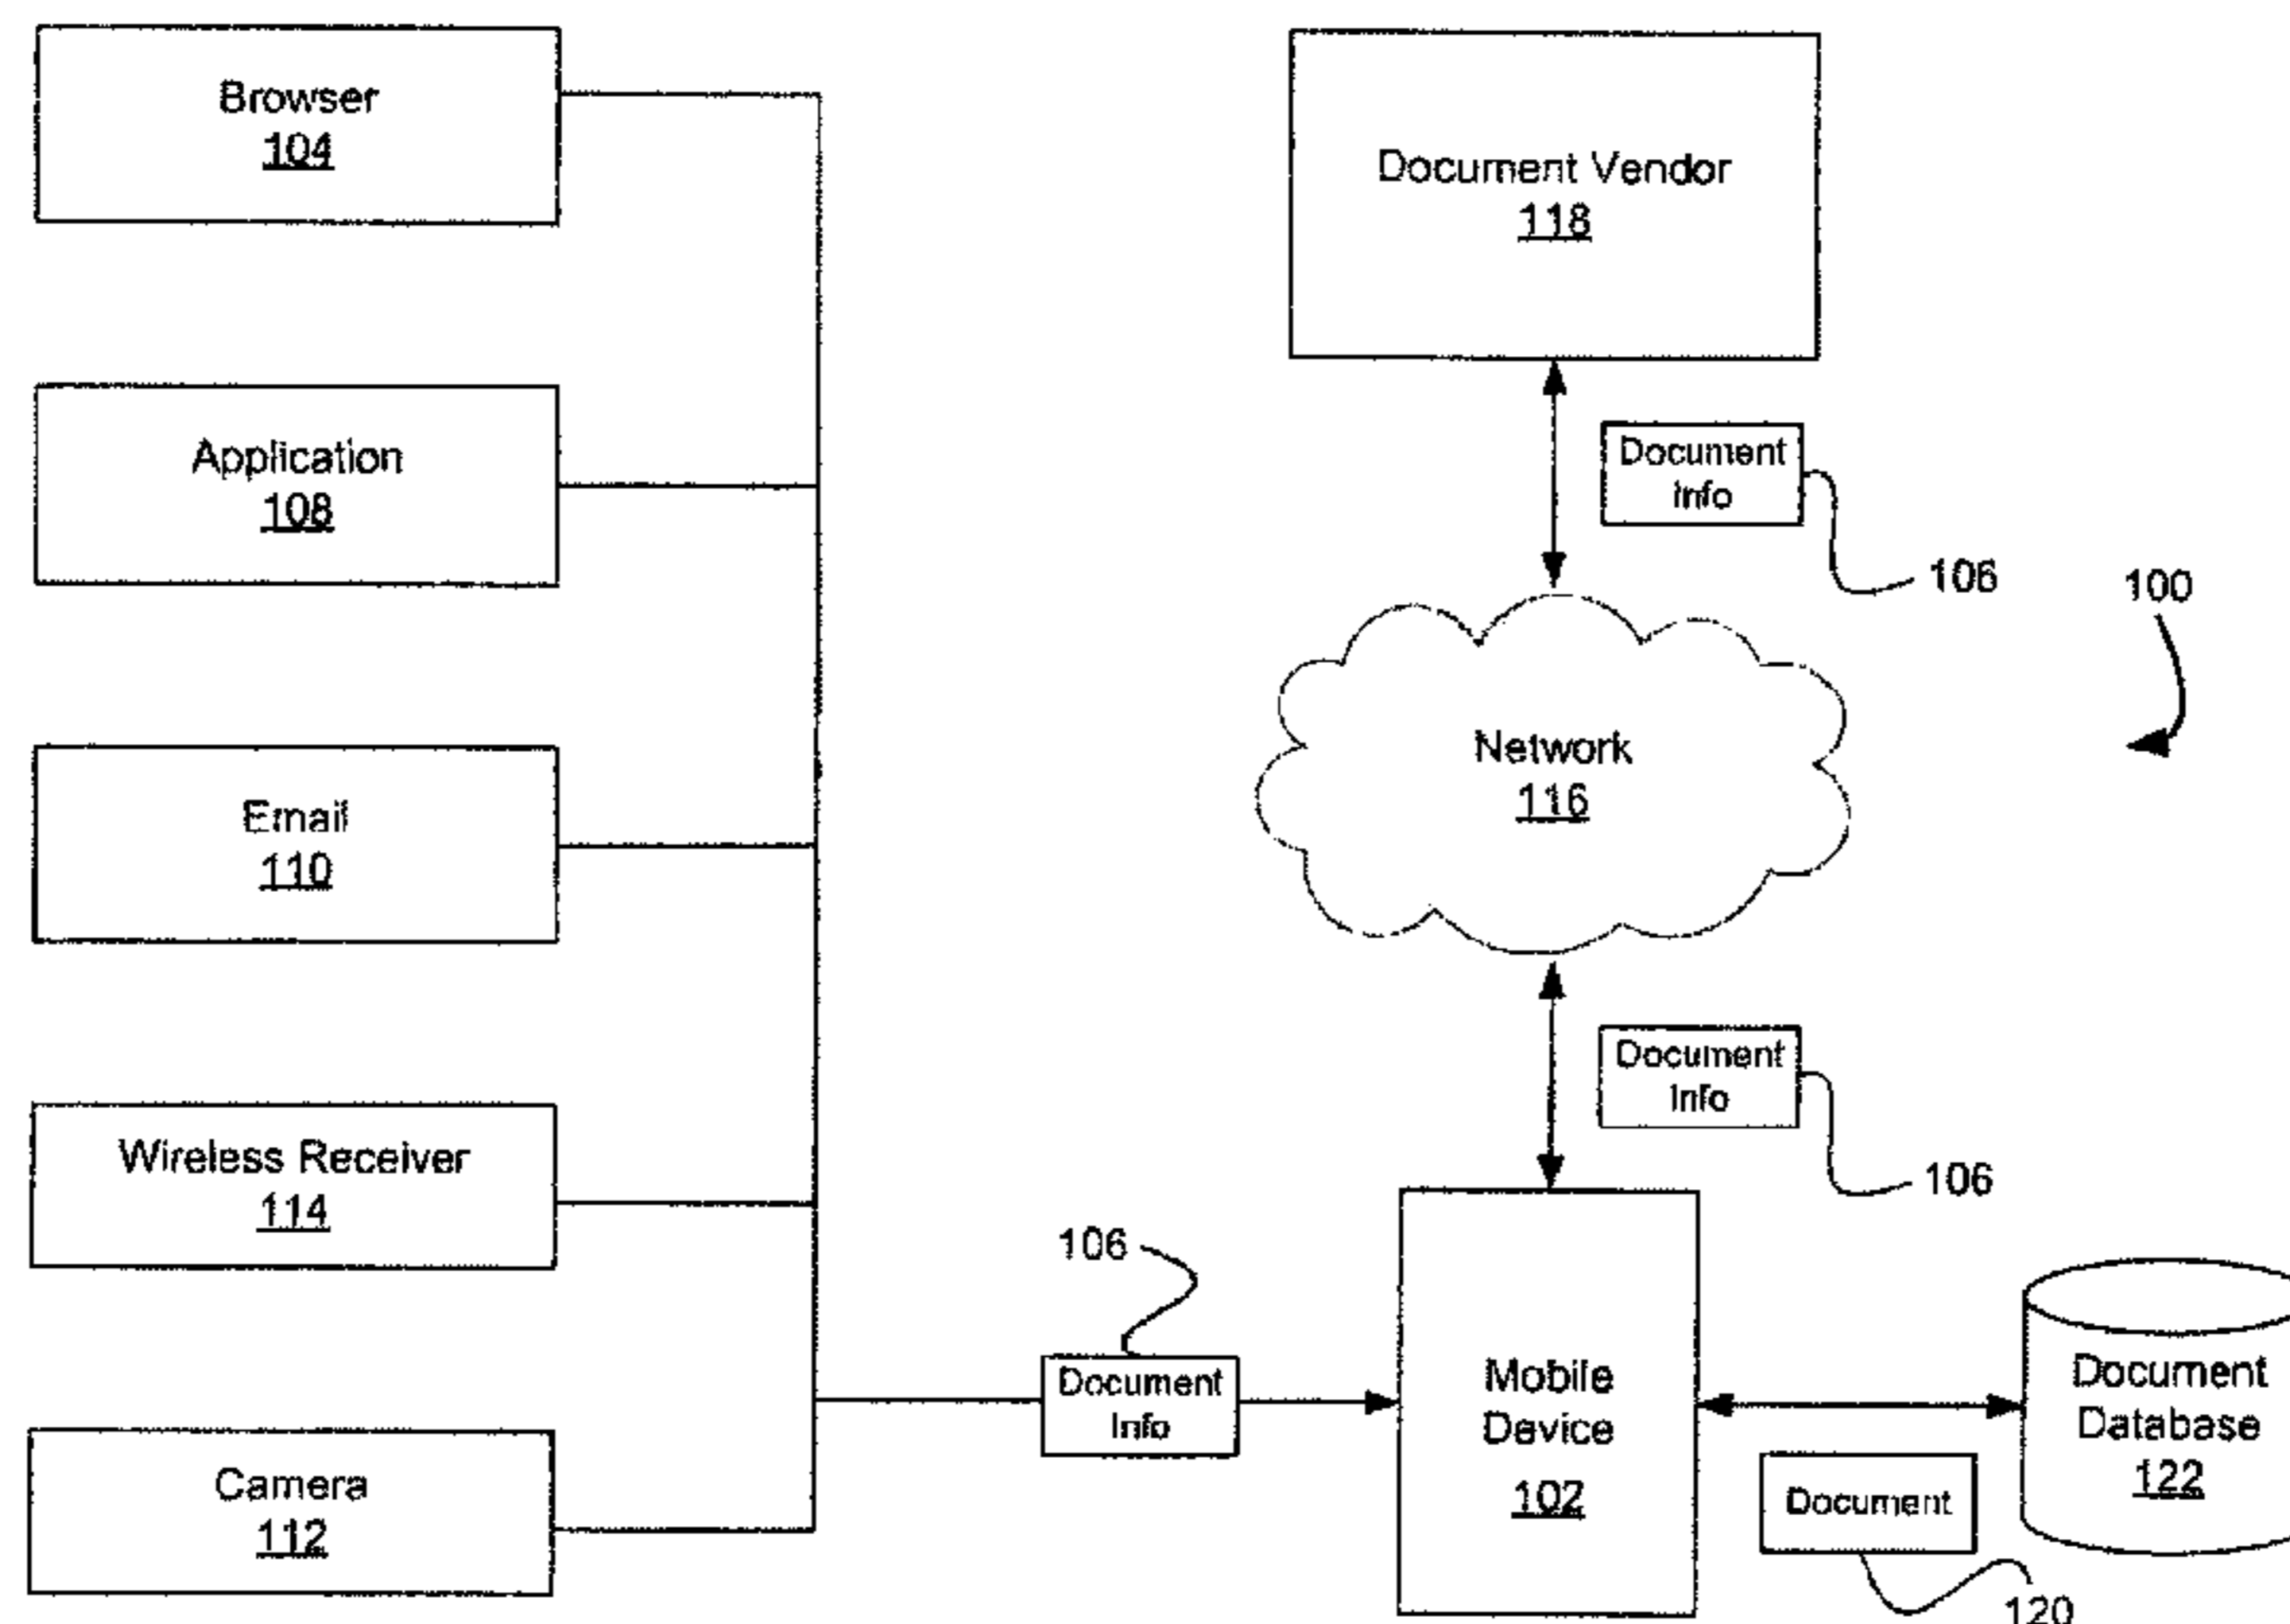 Browser
104
Application
108
Email
110
Wireless Receiver
114
Camera
112
Document Vendor
118
Document
Info
106
100
Network
116
Document
Info
106
106
Document
Info
Mobile
Device
102
Document
Database
122
Document
120